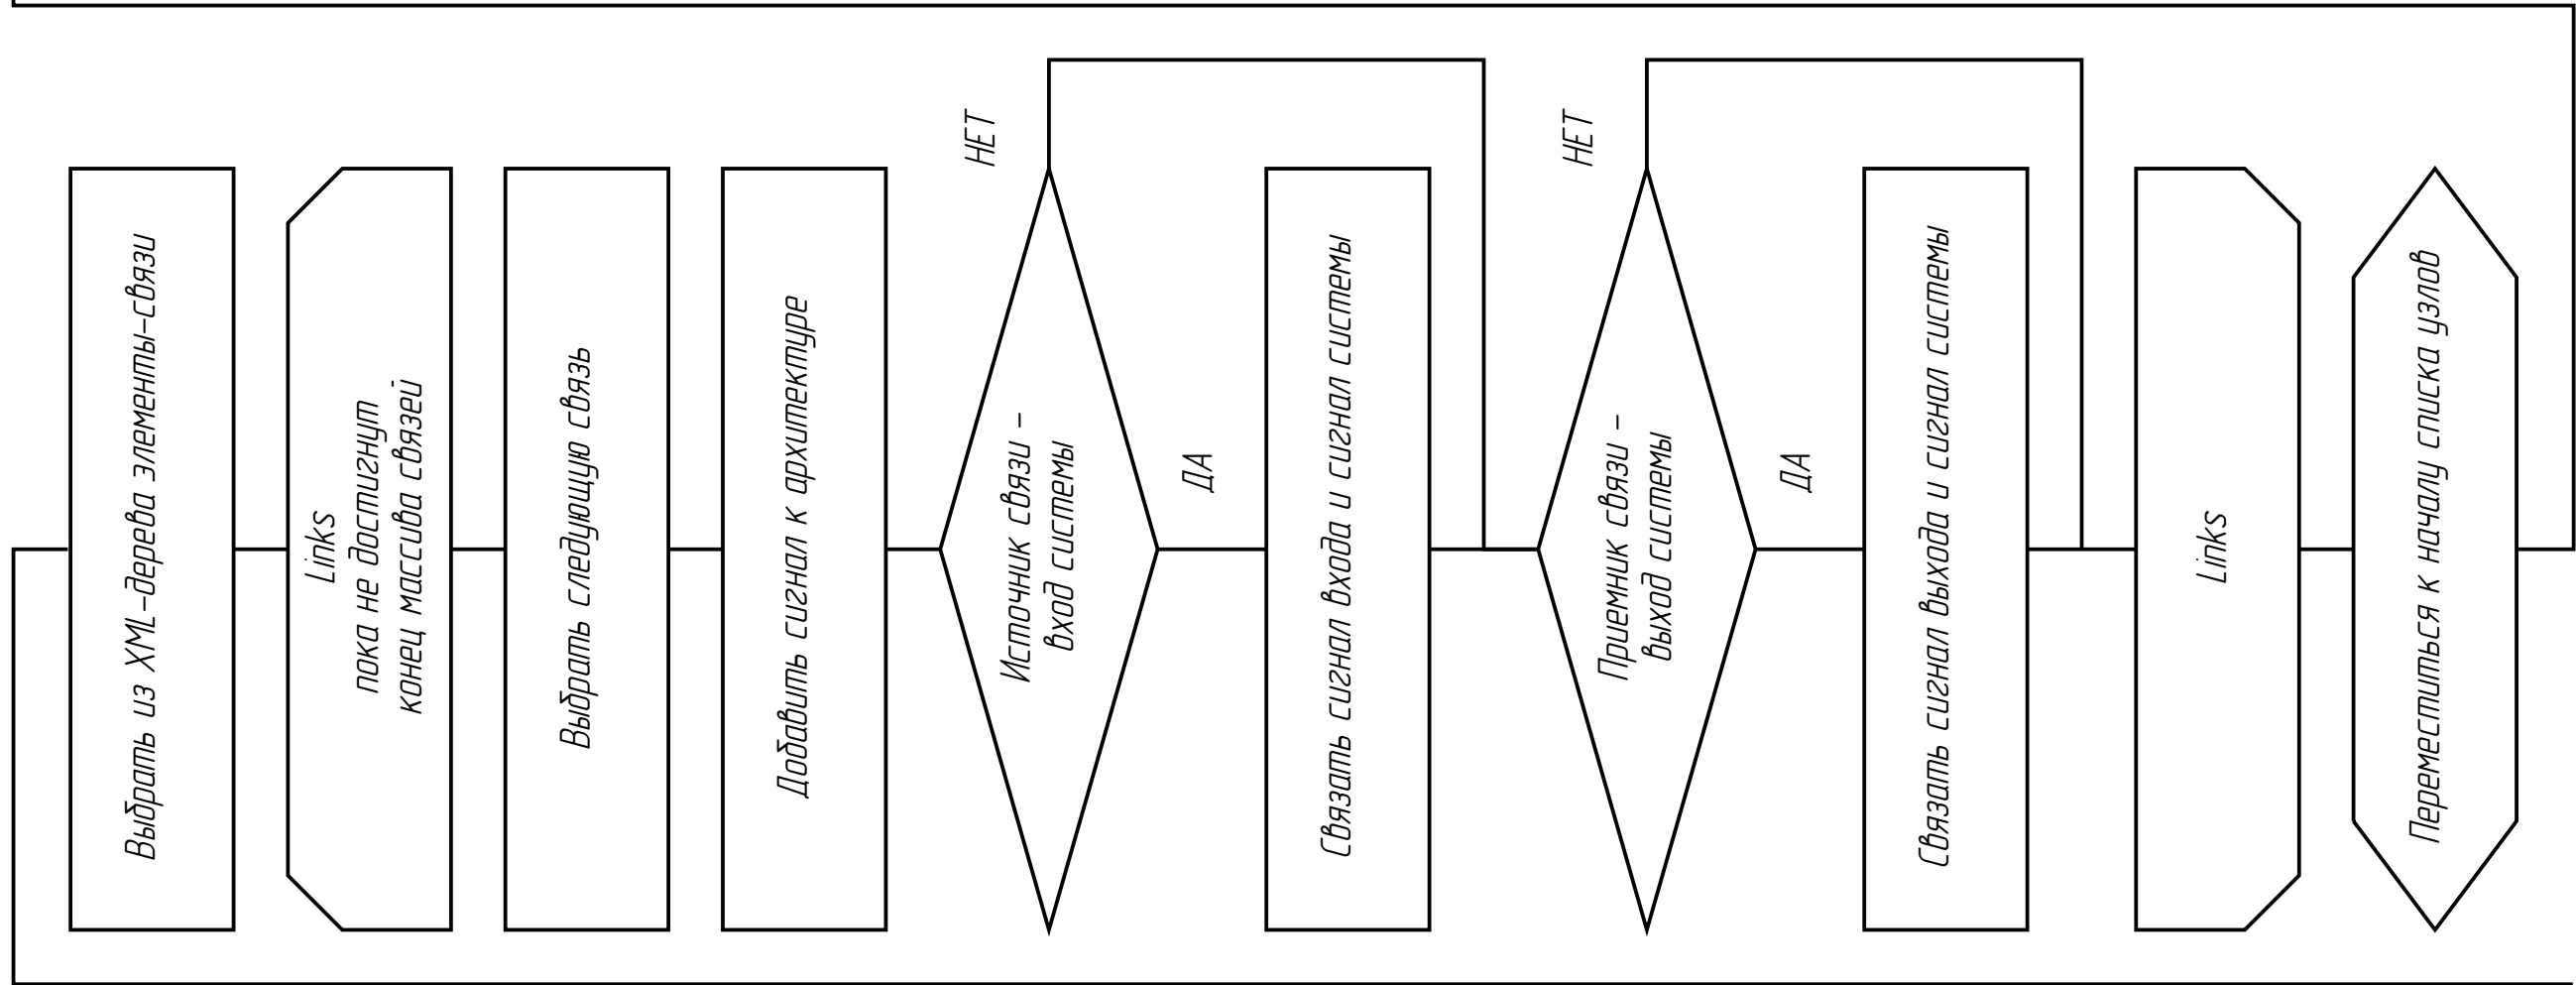 Выбрать из XML-дерева элементы-связи
Links
пока не достигнут
конец массива связей
Выбрать следующую связь
Добавить сигнал к архитектуре
НЕТ
Источник связи –
вход системы
ДА
Связать сигнал входа и сигнал системы
НЕТ
Приемник связи –
выход системы
ДА
Связать сигнал выхода и сигнал системы
Links
Переместиться к началу списка узлов